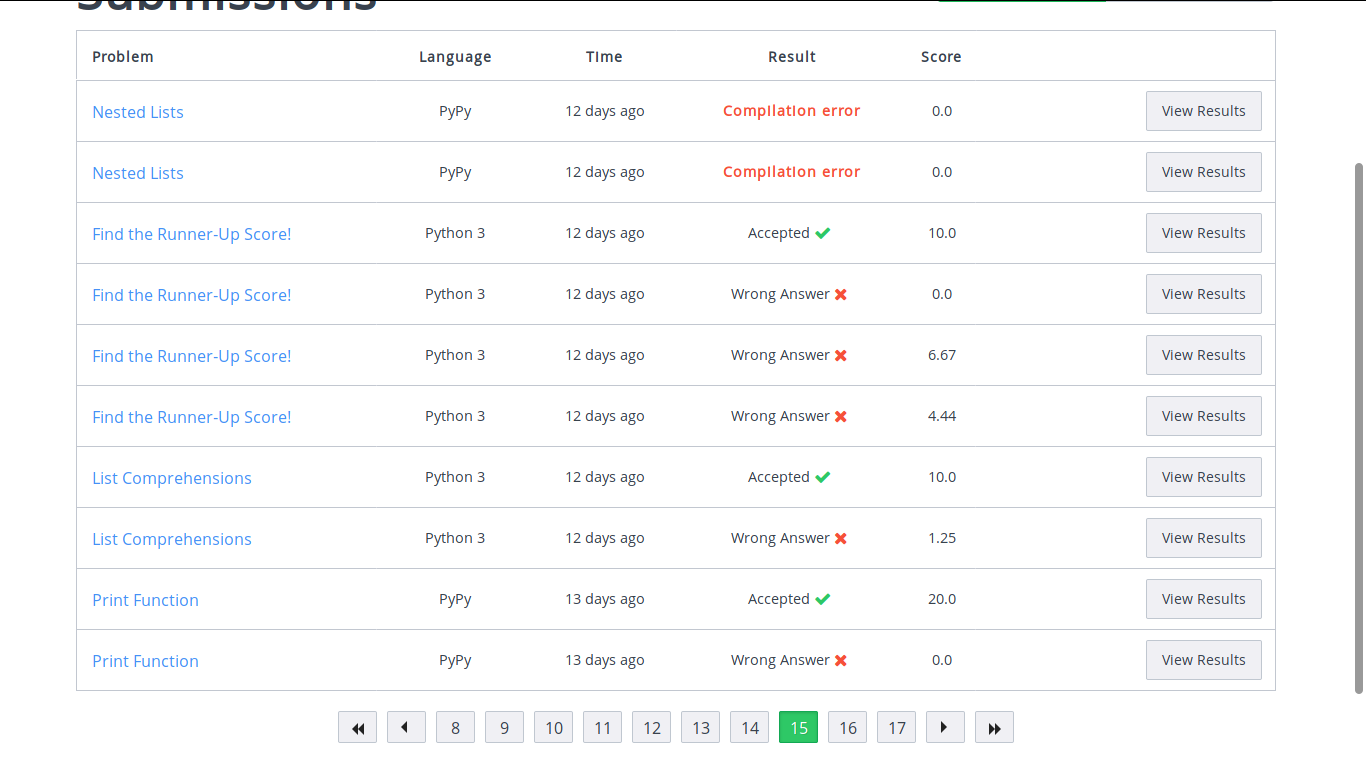 Submissions
Problem Language Time Result Score
Nested Lists PyPy 12 days ago Compilation error 0.0 View Results
Nested Lists PyPy 12 days ago Compilation error 0.0 View Results
Find the Runner-Up Score! Python 3 12 days ago Accepted 10.0 View Results
Find the Runner-Up Score! Python 3 12 days ago Wrong Answer 0.0 View Results
Find the Runner-Up Score! Python 3 12 days ago Wrong Answer 6.67 View Results
Find the Runner-Up Score! Python 3 12 days ago Wrong Answer 4.44 View Results
List Comprehensions Python 3 12 days ago Accepted 10.0 View Results
List Comprehensions Python 3 12 days ago Wrong Answer 1.25 View Results
Print Function PyPy 13 days ago Accepted 20.0 View Results
Print Function PyPy 13 days ago Wrong Answer 0.0 View Results
8 9 10 11 12 13 14 15 16 17